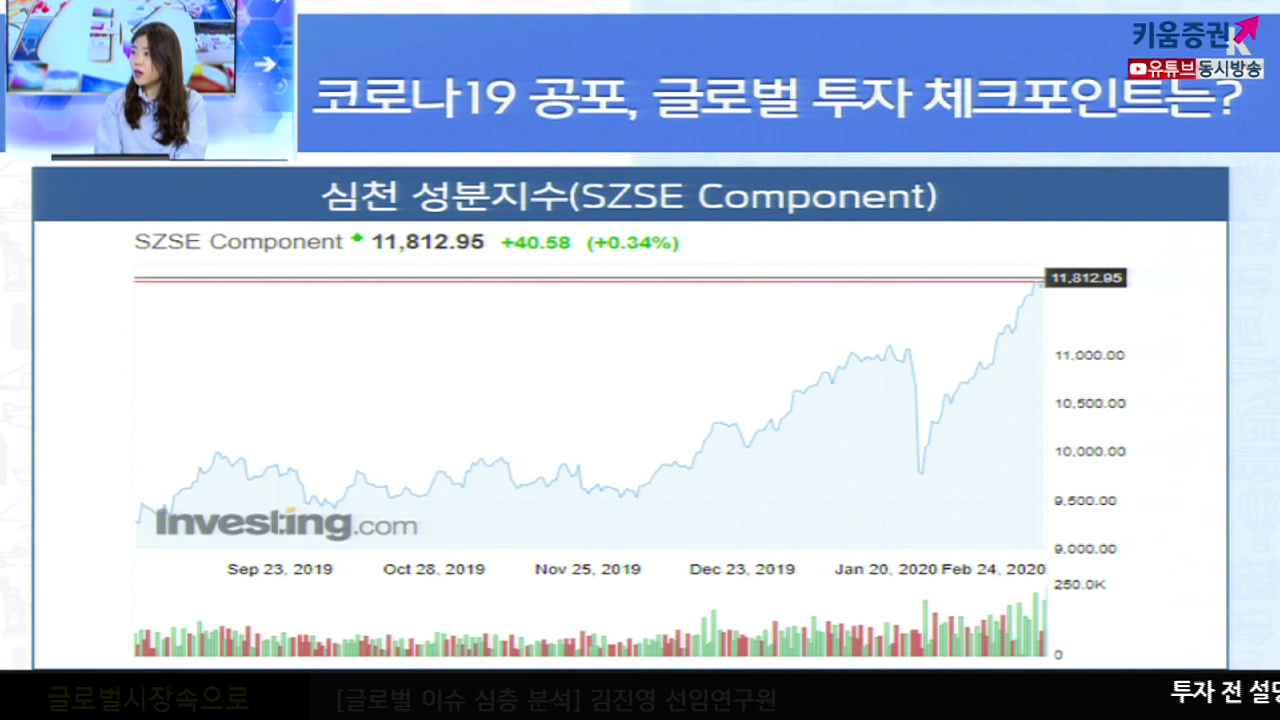 키움증권
유튜브동시방송
코로나19 공포, 글로벌 투자 체크포인트는?
심천 성분지수(SZSE Component)
SZSE Component 11,812.95 +40.58 (+0.34%)
11,812.95
11,000.00
10,500.00
10,000.00
9,500.00
9,000.00
Investing.com
Sep 23, 2019 Oct 28, 2019 Nov 25, 2019 Dec 23, 2019 Jan 20, 2020 Feb 24, 2020
250.0K
0
글로벌시장속으로 [글로벌 이슈 심층 분석] 김진영 선임연구원
투자 전 설명